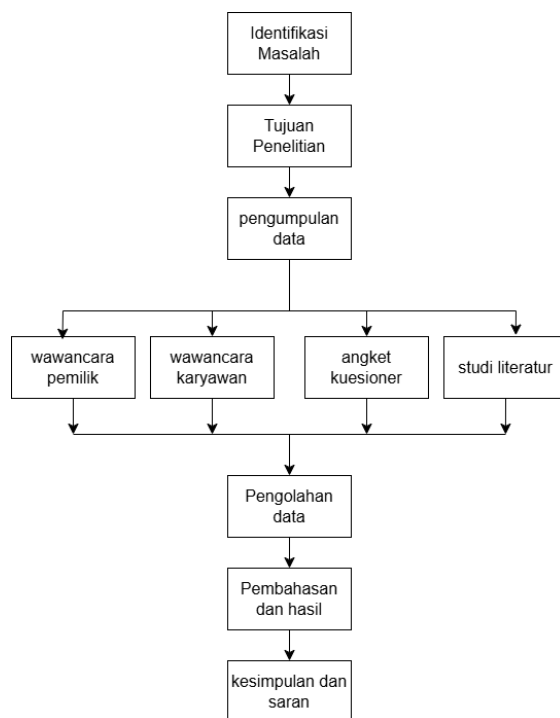 Identifikasi
Masalah
Tujuan
Penelitian
pengumpulan
data
wawancara
pemilik
wawancara
karyawan
angket
kuesioner
studi literatur
Pengolahan
data
Pembahasan
dan hasil
kesimpulan dan
saran